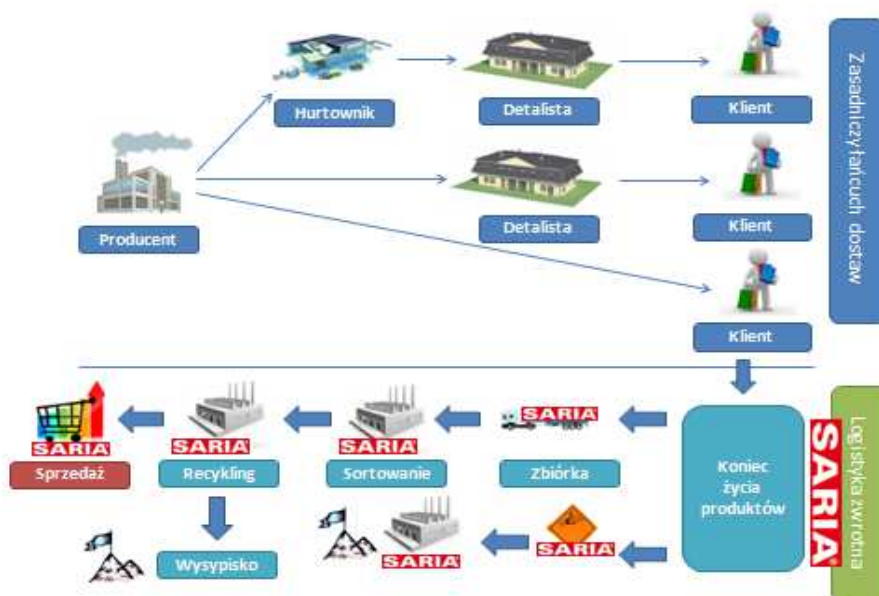 Hurtownik
Detalista
Klient
Producent
Detalista
Klient
Klient
Zasadniczy łańcuch dostaw
SARIA
Sprzedaż
SARIA
Recykling
SARIA
Sortowanie
SARIA
Zbiórka
Koniec
życia
produktów
SARIA
Logistyka zwrotna
Wysypisko
SARIA
SARIA